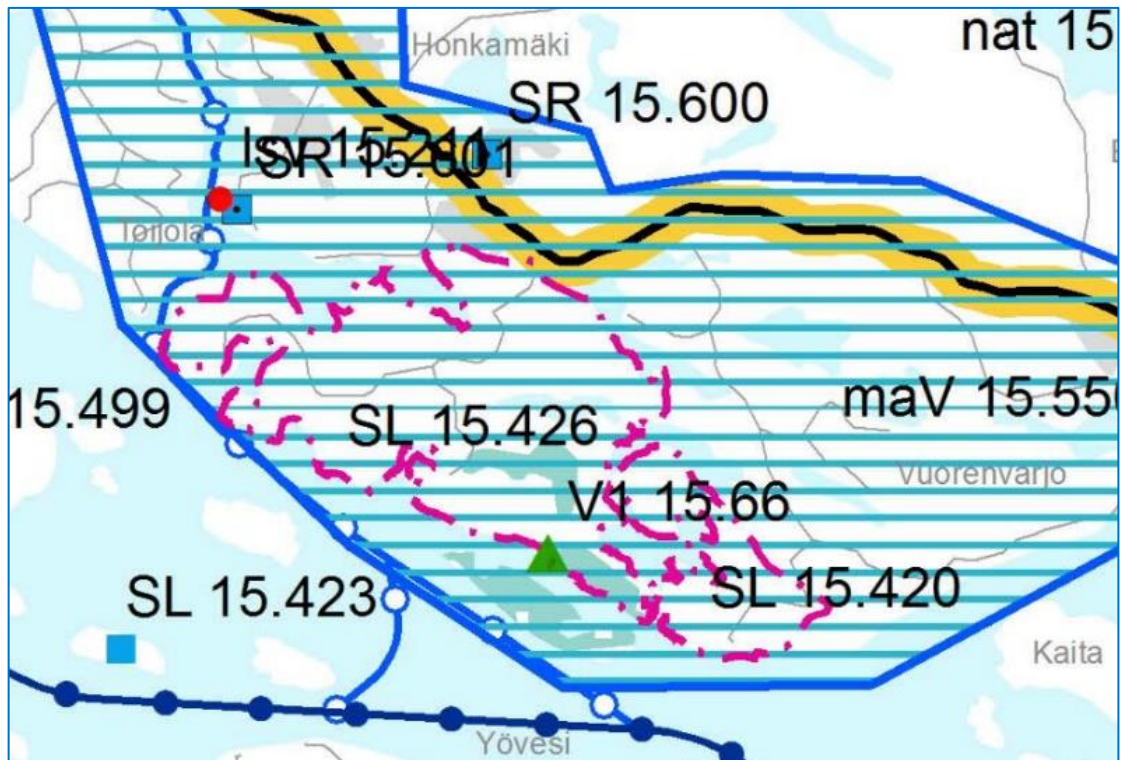 Honkamäki
nat 15
SR 15.600
SR 15.601
Toijola
15.499
maV 15.550
SL 15.426
Vuorenvarjo
V1 15.66
SL 15.423
SL 15.420
Kaita
Yövesi